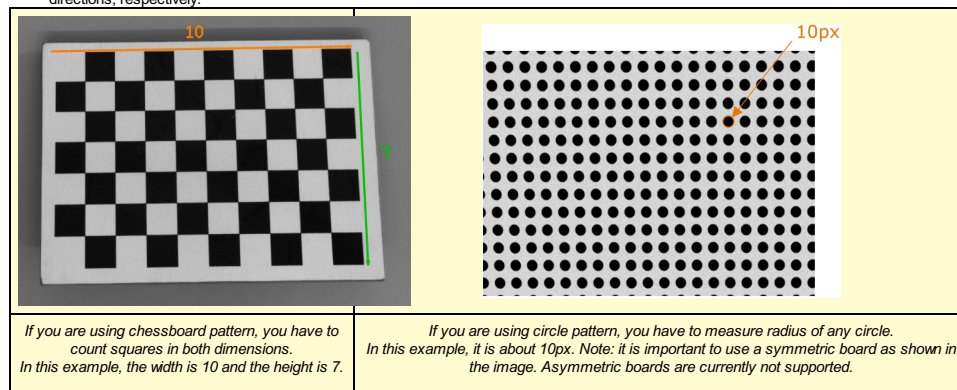 directions, respectively.
10
7
10px
If you are using chessboard pattern, you have to
count squares in both dimensions.
In this example, the width is 10 and the height is 7.
If you are using circle pattern, you have to measure radius of any circle.
In this example, it is about 10px. Note: it is important to use a symmetric board as shown in
the image. Asymmetric boards are currently not supported.